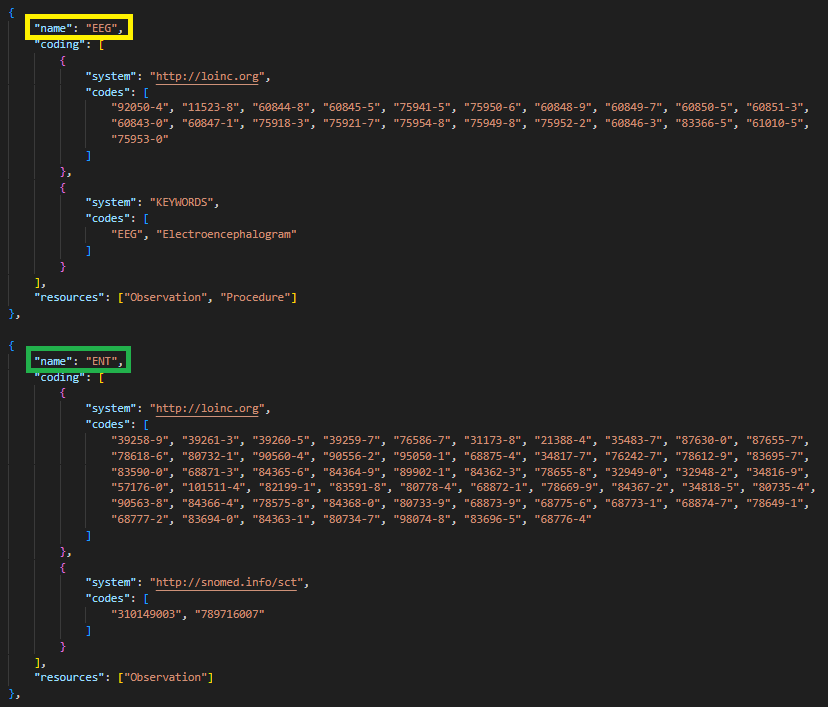 {
"name": "EEG",
"coding": [
{
"system": "http://loinc.org",
"codes": [
"92050-4", "11523-8", "60844-8", "60845-5", "75941-5", "75950-6", "60848-9", "60849-7", "60850-5", "60851-3",
"60843-0", "60847-1", "75918-3", "75921-7", "75954-8", "75949-8", "75952-2", "60846-3", "83366-5", "61010-5",
"75953-0"
]
},
{
"system": "KEYWORDS",
"codes": [
"EEG", "Electroencephalogram"
]
}
],
"resources": ["Observation", "Procedure"]
},
{
"name": "ENT",
"coding": [
{
"system": "http://loinc.org",
"codes": [
"39258-9", "39261-3", "39260-5", "39259-7", "76586-7", "31173-8", "21388-4", "35483-7", "87630-0", "87655-7",
"78618-6", "80732-1", "90560-4", "90556-2", "95050-1", "68875-4", "34817-7", "76242-7", "78612-9", "83695-7",
"83590-0", "68871-3", "84365-6", "84364-9", "89902-1", "84362-3", "78655-8", "32949-0", "32948-2", "34816-9",
"57176-0", "101511-4", "82199-1", "83591-8", "80778-4", "68872-1", "78669-9", "84367-2", "34818-5", "80735-4",
"90563-8", "84366-4", "78575-8", "84368-0", "80733-9", "68873-9", "68775-6", "68773-1", "68874-7", "78649-1",
"68777-2", "83694-0", "84363-1", "80734-7", "98074-8", "83696-5", "68776-4"
]
},
{
"system": "http://snomed.info/sct",
"codes": [
"310149003", "789716007"
]
}
],
"resources": ["Observation"]
},